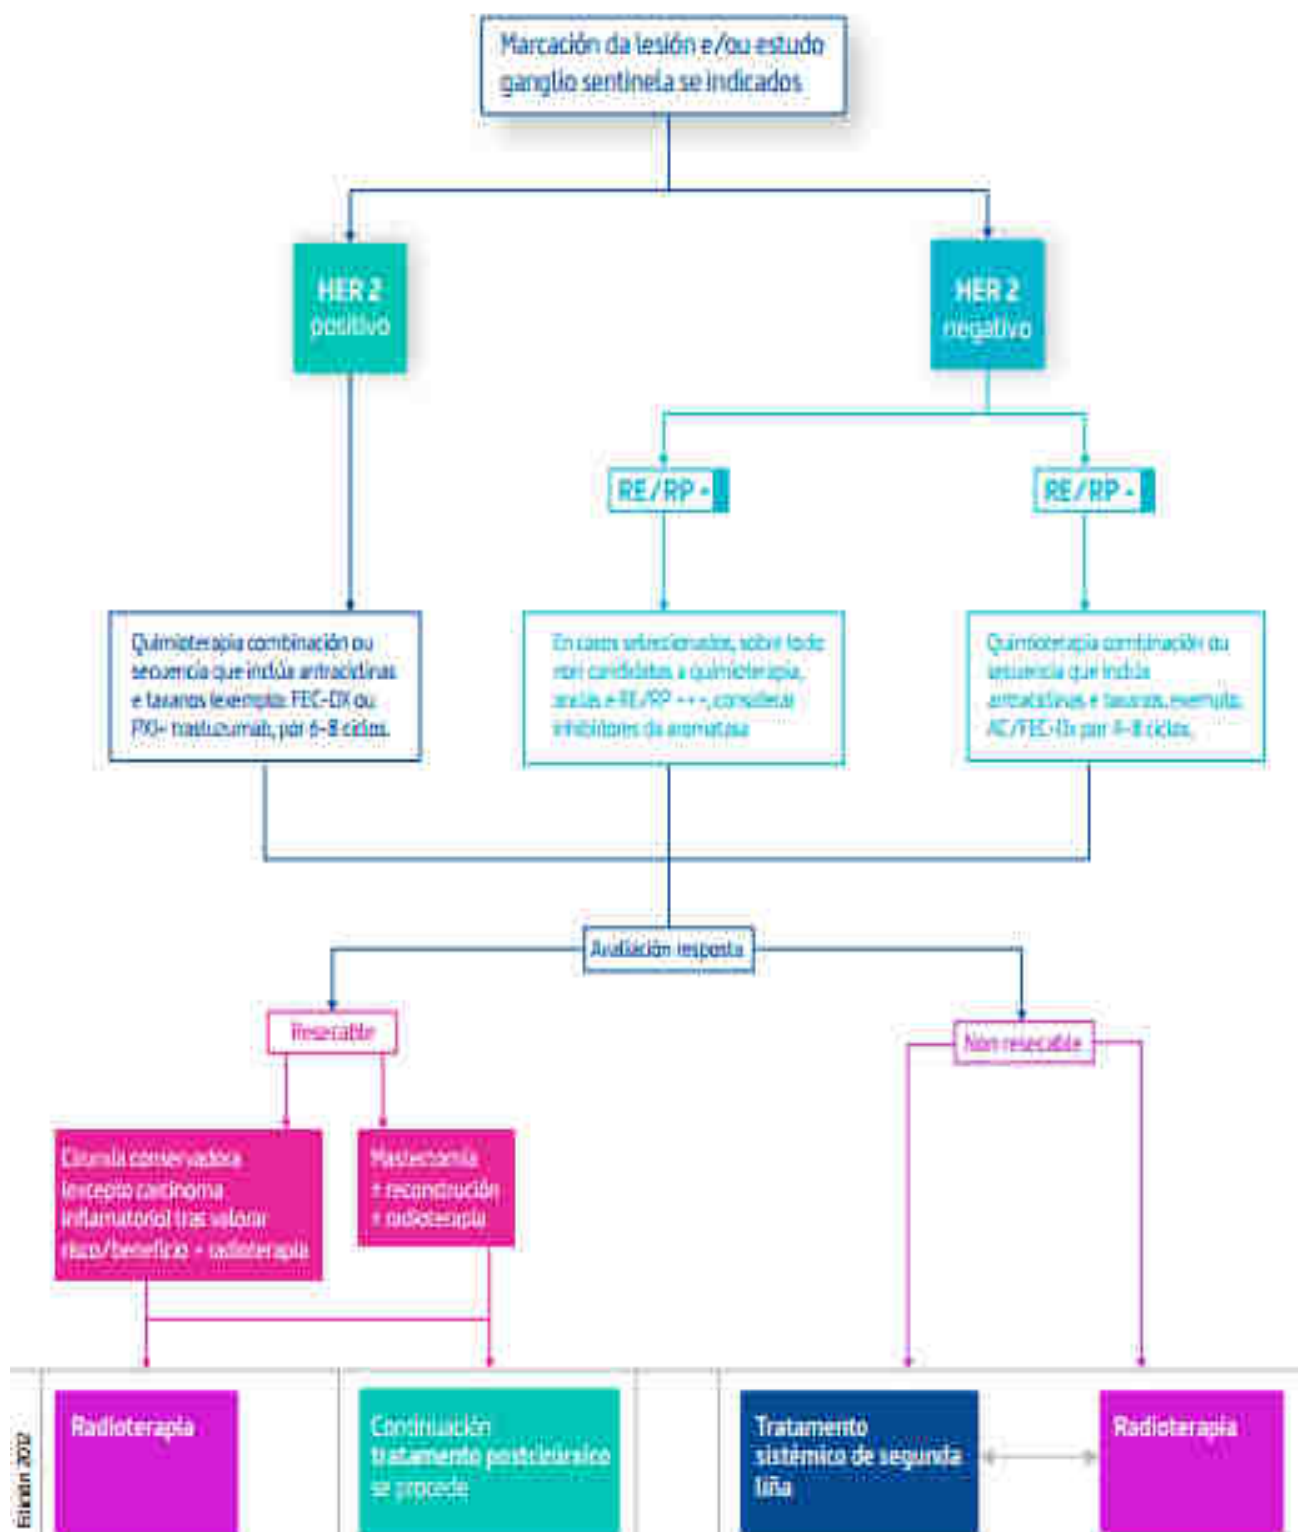 Marcación da lesión e/ou estudo
ganglio sentinela se indicados
HER 2
positivo
HER 2
negativo
RE/RP +
RE/RP -
Quimioterapia combinación ou
secuencia que inclúa antraciclinas
e taxanos (exemplo: FEC-DX ou
trastuzumab, por 6-8 ciclos.
En casos seleccionados, sobre todo
non candidatas a quimioterapia,
e RE/RP +++, considerar
inhibidores da aromatasa
Quimioterapia combinación ou
secuencia que inclúa
antraciclinas e taxanos, exemplo,
AC/FEC-Dx por 4-8 ciclos.
Avaliación resposta
Resecable
Non resecable
Cirurxía conservadora
(excepto carcinoma
inflamatorio) tras valorar
risco/beneficio + radioterapia
Mastectomía
+ reconstrución
+ radioterapia
Radioterapia
Continuación
tratamento postcirúrxico
se procede
Tratamento
sistémico de segunda
liña
Radioterapia
Edición 2012